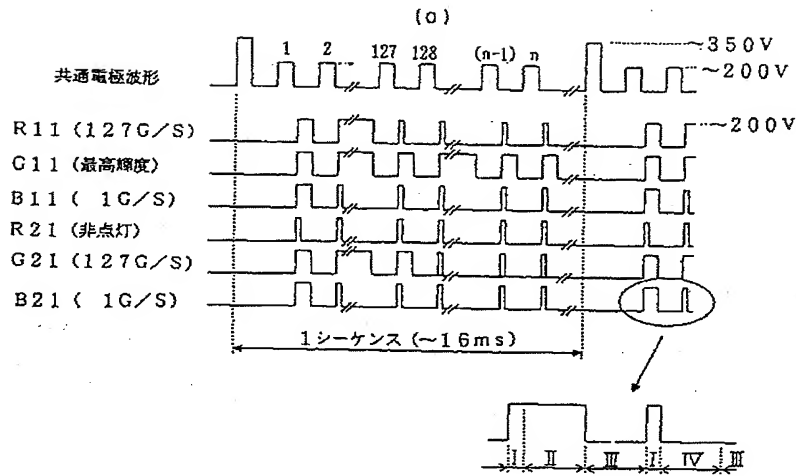 (a)
1 2 127 128 (n-1) n
~350V
~200V
共通電極波形
~200V
R11(127G/S)
G11(最高輝度)
B11( 1G/S)
R21(非点灯)
G21(127G/S)
B21( 1G/S)
1シーケンス(~16ms)
I II III I IV III